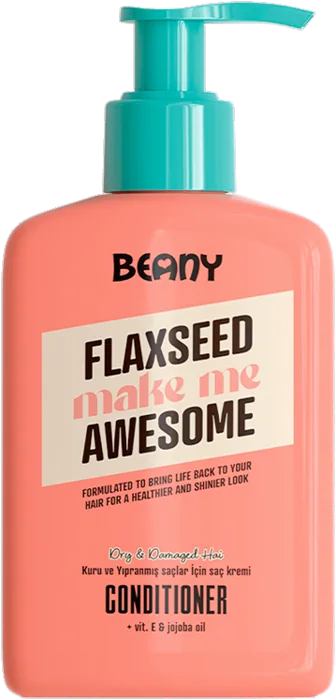 BEANY
FLAXSEED
make me
AWESOME
FORMULATED TO BRING LIFE BACK TO YOUR
HAIR FOR A HEALTHIER AND SHINIER LOOK
Dry & Damaged Hai
Kuru ve Yıpranmış saçlar İçin saç kremi
CONDITIONER
+ vit. E & jojoba oil